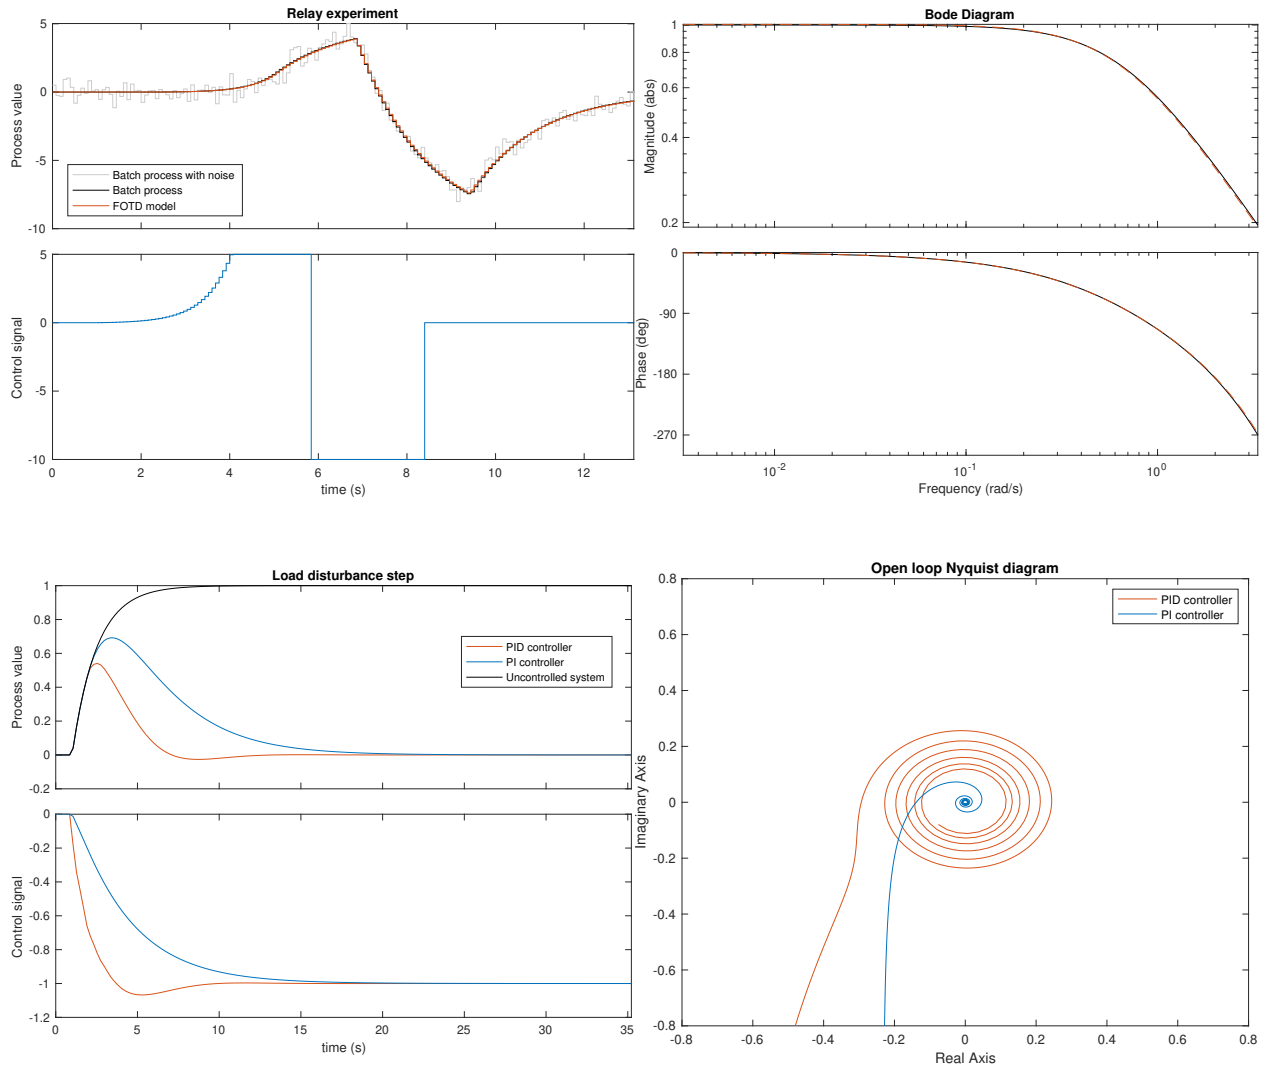 Relay experiment
5
0
-5
-10
Process value
Batch process with noise
Batch process
FOTD model
5
0
-5
-10
Control signal
0 2 4 6 8 10 12
time (s)
Bode Diagram
1
0.8
0.6
0.4
0.2
Magnitude (abs)
0
-90
-180
-270
Phase (deg)
10-2 10-1 100
Frequency (rad/s)
Load disturbance step
1
0.8
0.6
0.4
0.2
0
-0.2
Process value
PID controller
PI controller
Uncontrolled system
0
-0.2
-0.4
-0.6
-0.8
-1
-1.2
Control signal
0 5 10 15 20 25 30 35
time (s)
Open loop Nyquist diagram
0.8
0.6
0.4
0.2
0
-0.2
-0.4
-0.6
-0.8
Imaginary Axis
PID controller
PI controller
-0.8 -0.6 -0.4 -0.2 0 0.2 0.4 0.6 0.8
Real Axis